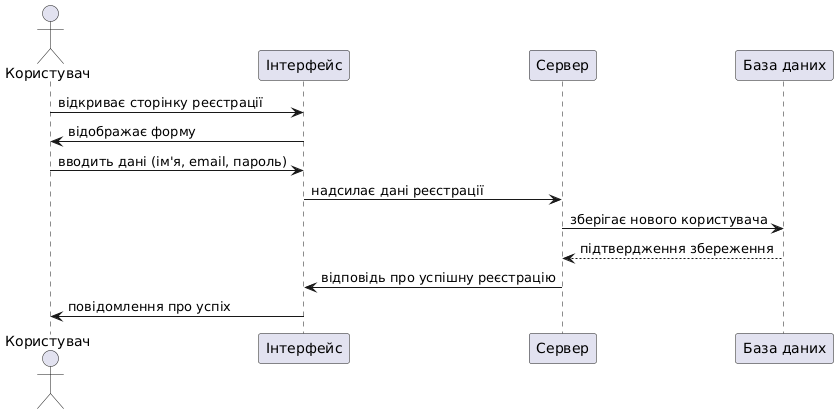 Користувач
Інтерфейс
Сервер
База даних
відкриває сторінку реєстрації
відображає форму
вводить дані (ім'я, email, пароль)
надсилає дані реєстрації
зберігає нового користувача
підтвердження збереження
відповідь про успішну реєстрацію
повідомлення про успіх
Користувач
Інтерфейс
Сервер
База даних